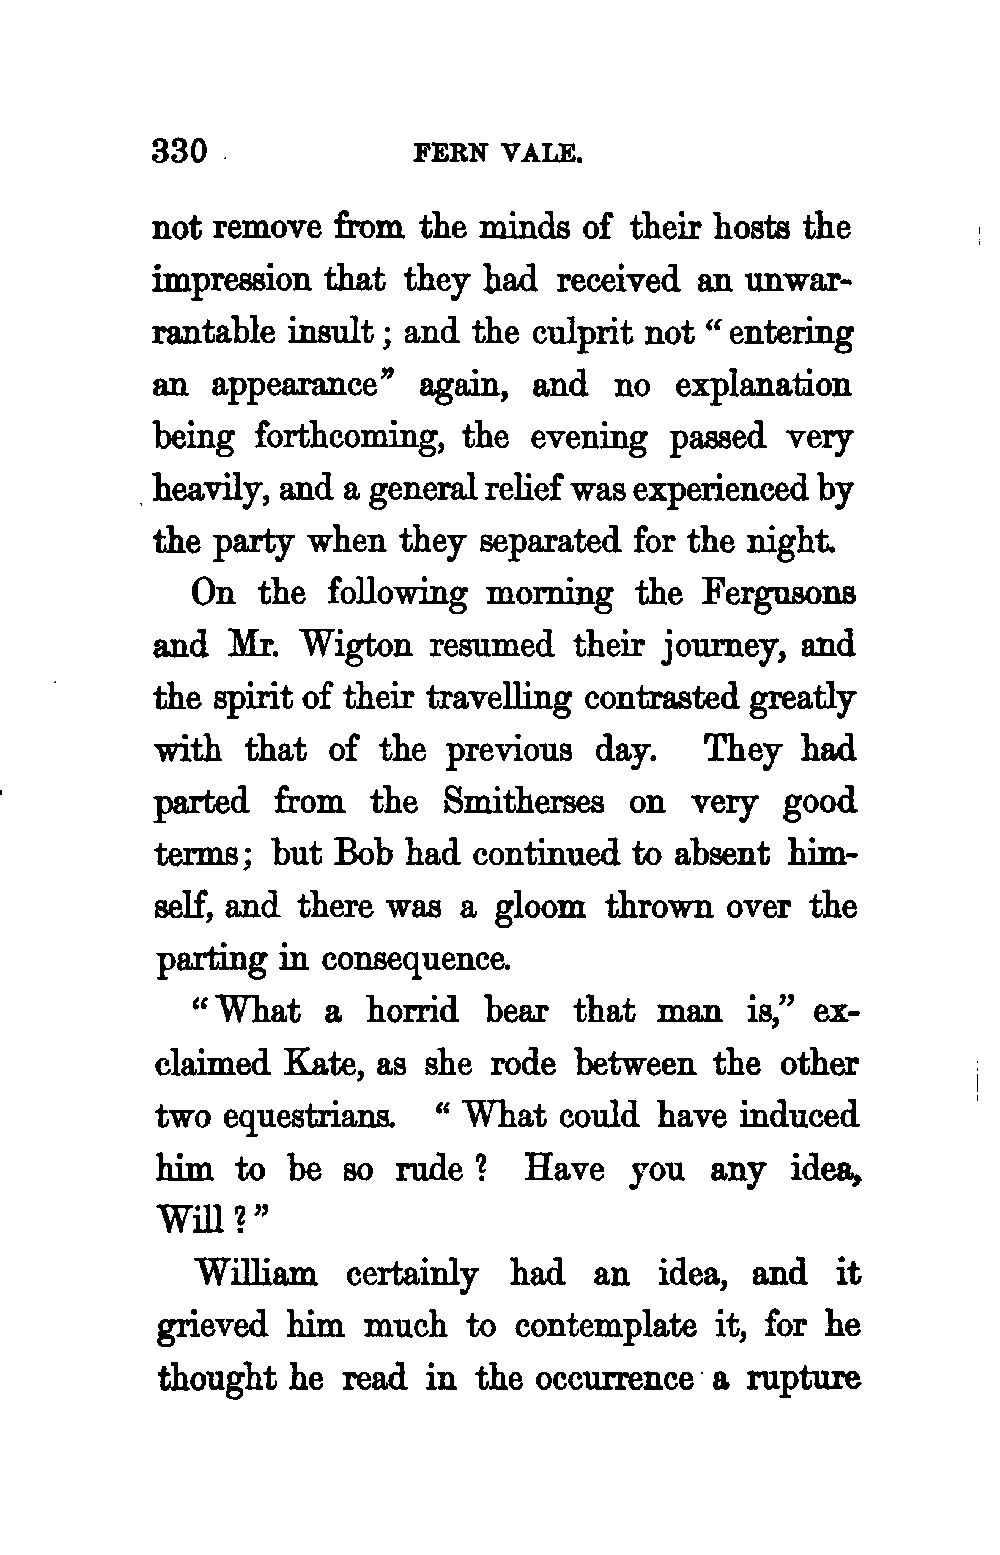 330 FERN VALE.
not remove from the minds of their hosts the
impression that they had received an unwar-
rantable insult; and the culprit not “entering
an appearance” again, and no explanation
being forthcoming, the evening passed very
heavily, and a general relief was experienced by
the party when they separated for the night.
On the following morning the Fergusons
and Mr. Wigton resumed their journey, and
the spirit of their travelling contrasted greatly
with that of the previous day. They had
parted from the Smitherses on very good
terms; but Bob had continued to absent him-
self, and there was a gloom thrown over the
parting in consequence.
“What a horrid bear that man is,” ex-
claimed Kate, as she rode between the other
two equestrians. “What could have induced
him to be so rude? Have you any idea,
Will?”
William certainly had an idea, and it
grieved him much to contemplate it, for he
thought he read in the occurrence a rupture